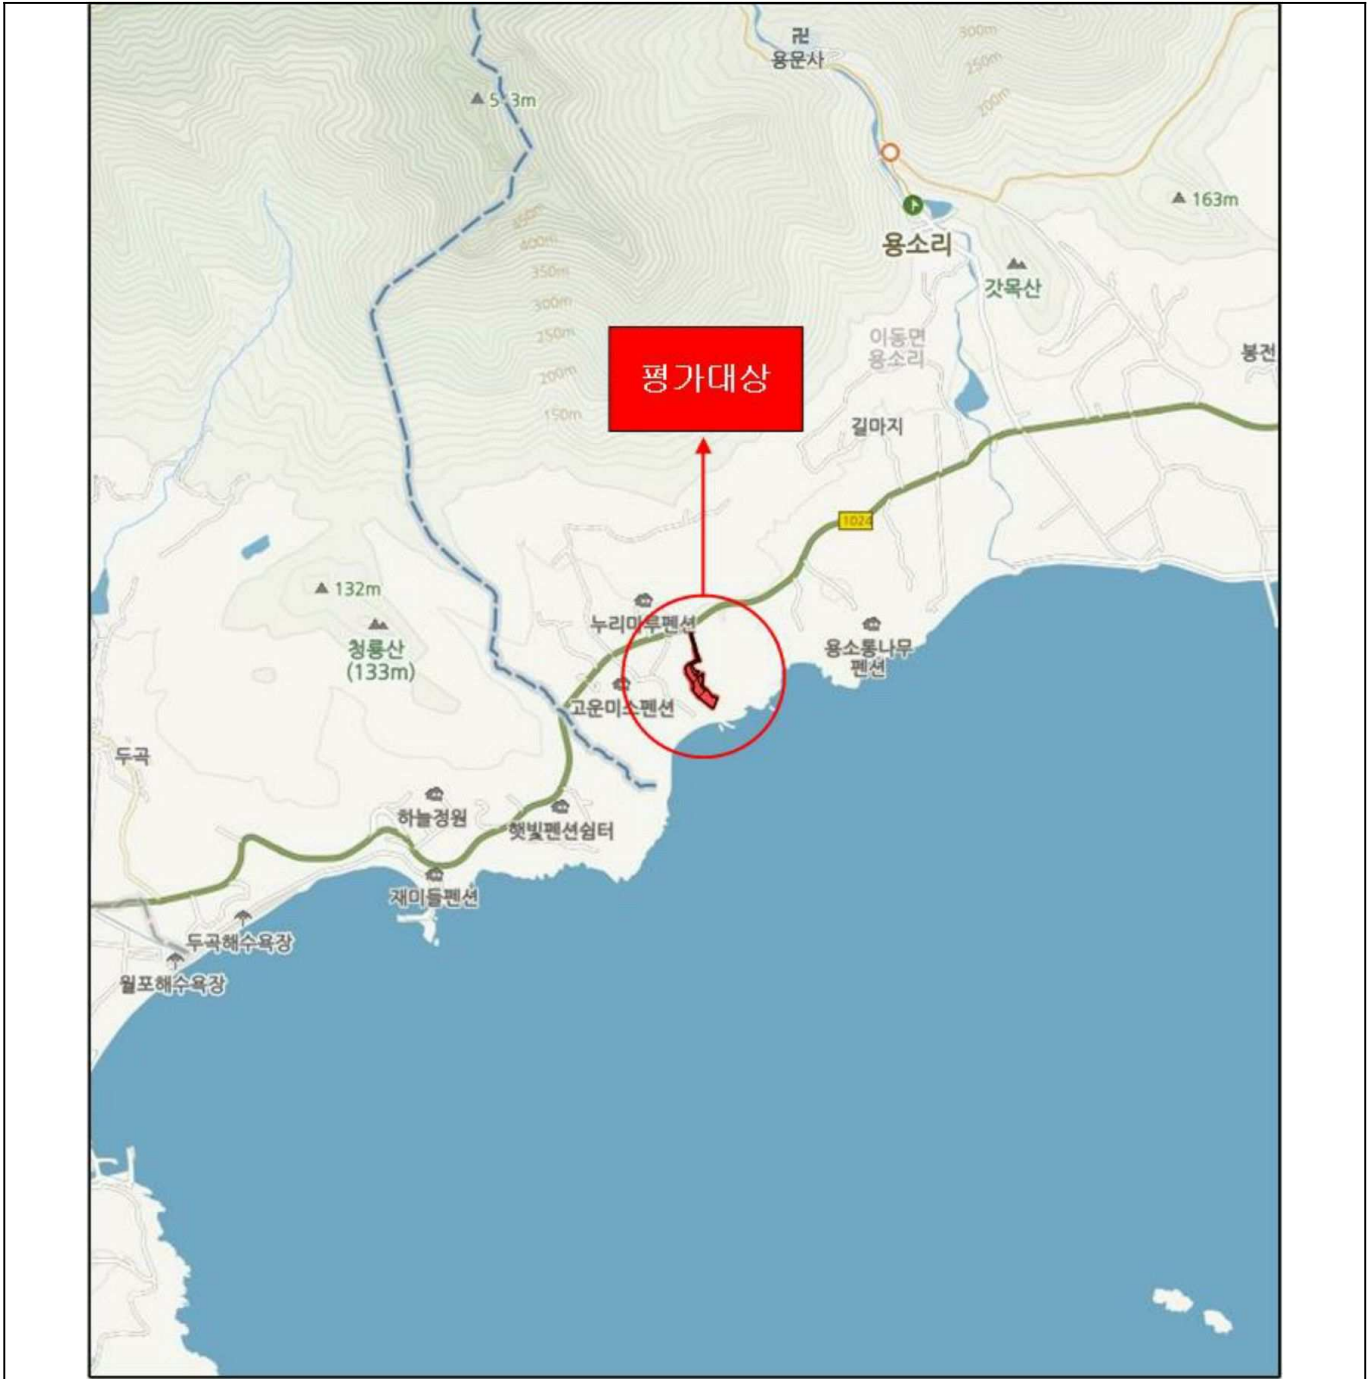 卍
용문사
300m
250m
200m
543m
163m
용소리
450m
400m
350m
300m
250m
200m
150m
갓목산
이동면
용소리
봉전
평가대상
길마지
1024
132m
청룡산
(133m)
누리마루펜션
용소통나무
펜션
고운미소펜션
두곡
하늘정원
햇빛펜션쉼터
재미들펜션
두곡해수욕장
월포해수욕장